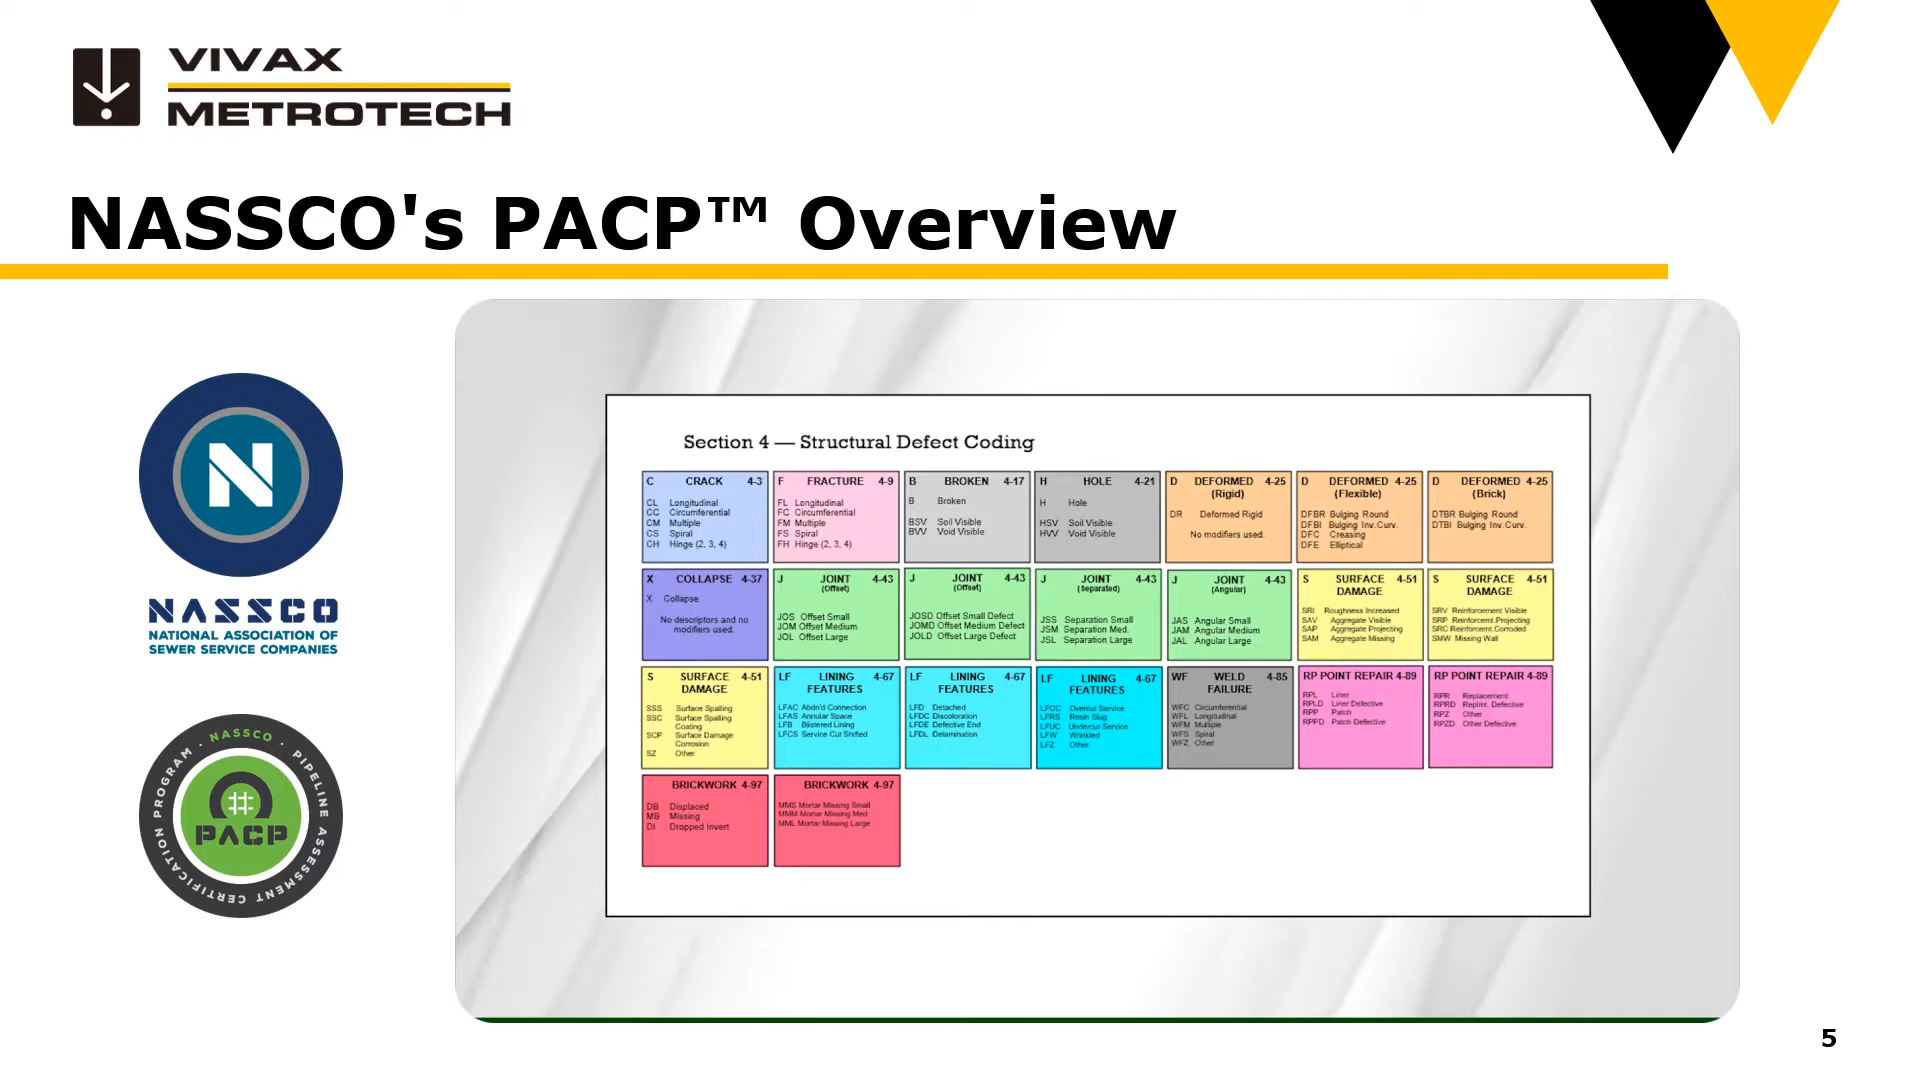 VIVAX
METROTECH
NASSCO's PACP™ Overview
N
NASSCO
NATIONAL ASSOCIATION OF
SEWER SERVICE COMPANIES
· NASSCO · PIPELINE ASSESSMENT CERTIFICATION PROGRAM
PACP
Section 4 — Structural Defect Coding
C CRACK 4-3
CL Longitudinal
CC Circumferential
CM Multiple
CS Spiral
CH Hinge (2, 3, 4)
F FRACTURE 4-9
FL Longitudinal
FC Circumferential
FM Multiple
FS Spiral
FH Hinge (2, 3, 4)
B BROKEN 4-17
B Broken
BSV Soil Visible
BVV Void Visible
H HOLE 4-21
H Hole
HSV Soil Visible
HVV Void Visible
D DEFORMED 4-25
(Rigid)
DR Deformed Rigid
No modifiers used.
D DEFORMED 4-25
(Flexible)
DFBR Bulging Round
DFBI Bulging Inv.Curv.
DFC Creasing
DFE Elliptical
D DEFORMED 4-25
(Brick)
DTBR Bulging Round
DTBI Bulging Inv.Curv.
X COLLAPSE 4-37
X Collapse
No descriptors and no
modifiers used.
J JOINT 4-43
(Offset)
JOS Offset Small
JOM Offset Medium
JOL Offset Large
J JOINT 4-43
(Offset)
JOSD Offset Small Defect
JOMD Offset Medium Defect
JOLD Offset Large Defect
J JOINT 4-43
(Separated)
JSS Separation Small
JSM Separation Med.
JSL Separation Large
J JOINT 4-43
(Angular)
JAS Angular Small
JAM Angular Medium
JAL Angular Large
S SURFACE 4-51
DAMAGE
SRI Roughness Increased
SAV Aggregate Visible
SAP Aggregate Projecting
SAM Aggregate Missing
S SURFACE 4-51
DAMAGE
SRV Reinforcement Visible
SRP Reinforcemt.Projecting
SRC Reinforcemt.Corroded
SMW Missing Wall
S SURFACE 4-51
DAMAGE
SSS Surface Spalling
SSC Surface Spalling
Coating
SCP Surface Damage
Corrosion
SZ Other
LF LINING 4-67
FEATURES
LFAC Abdn'd Connection
LFAS Annular Space
LFB Blistered Lining
LFCS Service Cut Shifted
LF LINING 4-67
FEATURES
LFD Detached
LFDC Discoloration
LFDE Defective End
LFDL Delamination
LF LINING 4-67
FEATURES
LFOC Overcut Service
LFRS Resin Slug
LFUC Undercut Service
LFW Wrinkled
LFZ Other
WF WELD 4-85
FAILURE
WFC Circumferential
WFL Longitudinal
WFM Multiple
WFS Spiral
WFZ Other
RP POINT REPAIR 4-89
RPL Liner
RPLD Liner Defective
RPP Patch
RPPD Patch Defective
RP POINT REPAIR 4-89
RPR Replacement
RPRD Replmt. Defective
RPZ Other
RPZD Other Defective
BRICKWORK 4-97
DB Displaced
MB Missing
DI Dropped Invert
BRICKWORK 4-97
MMS Mortar Missing Small
MMM Mortar Missing Med
MML Mortar Missing Large
5